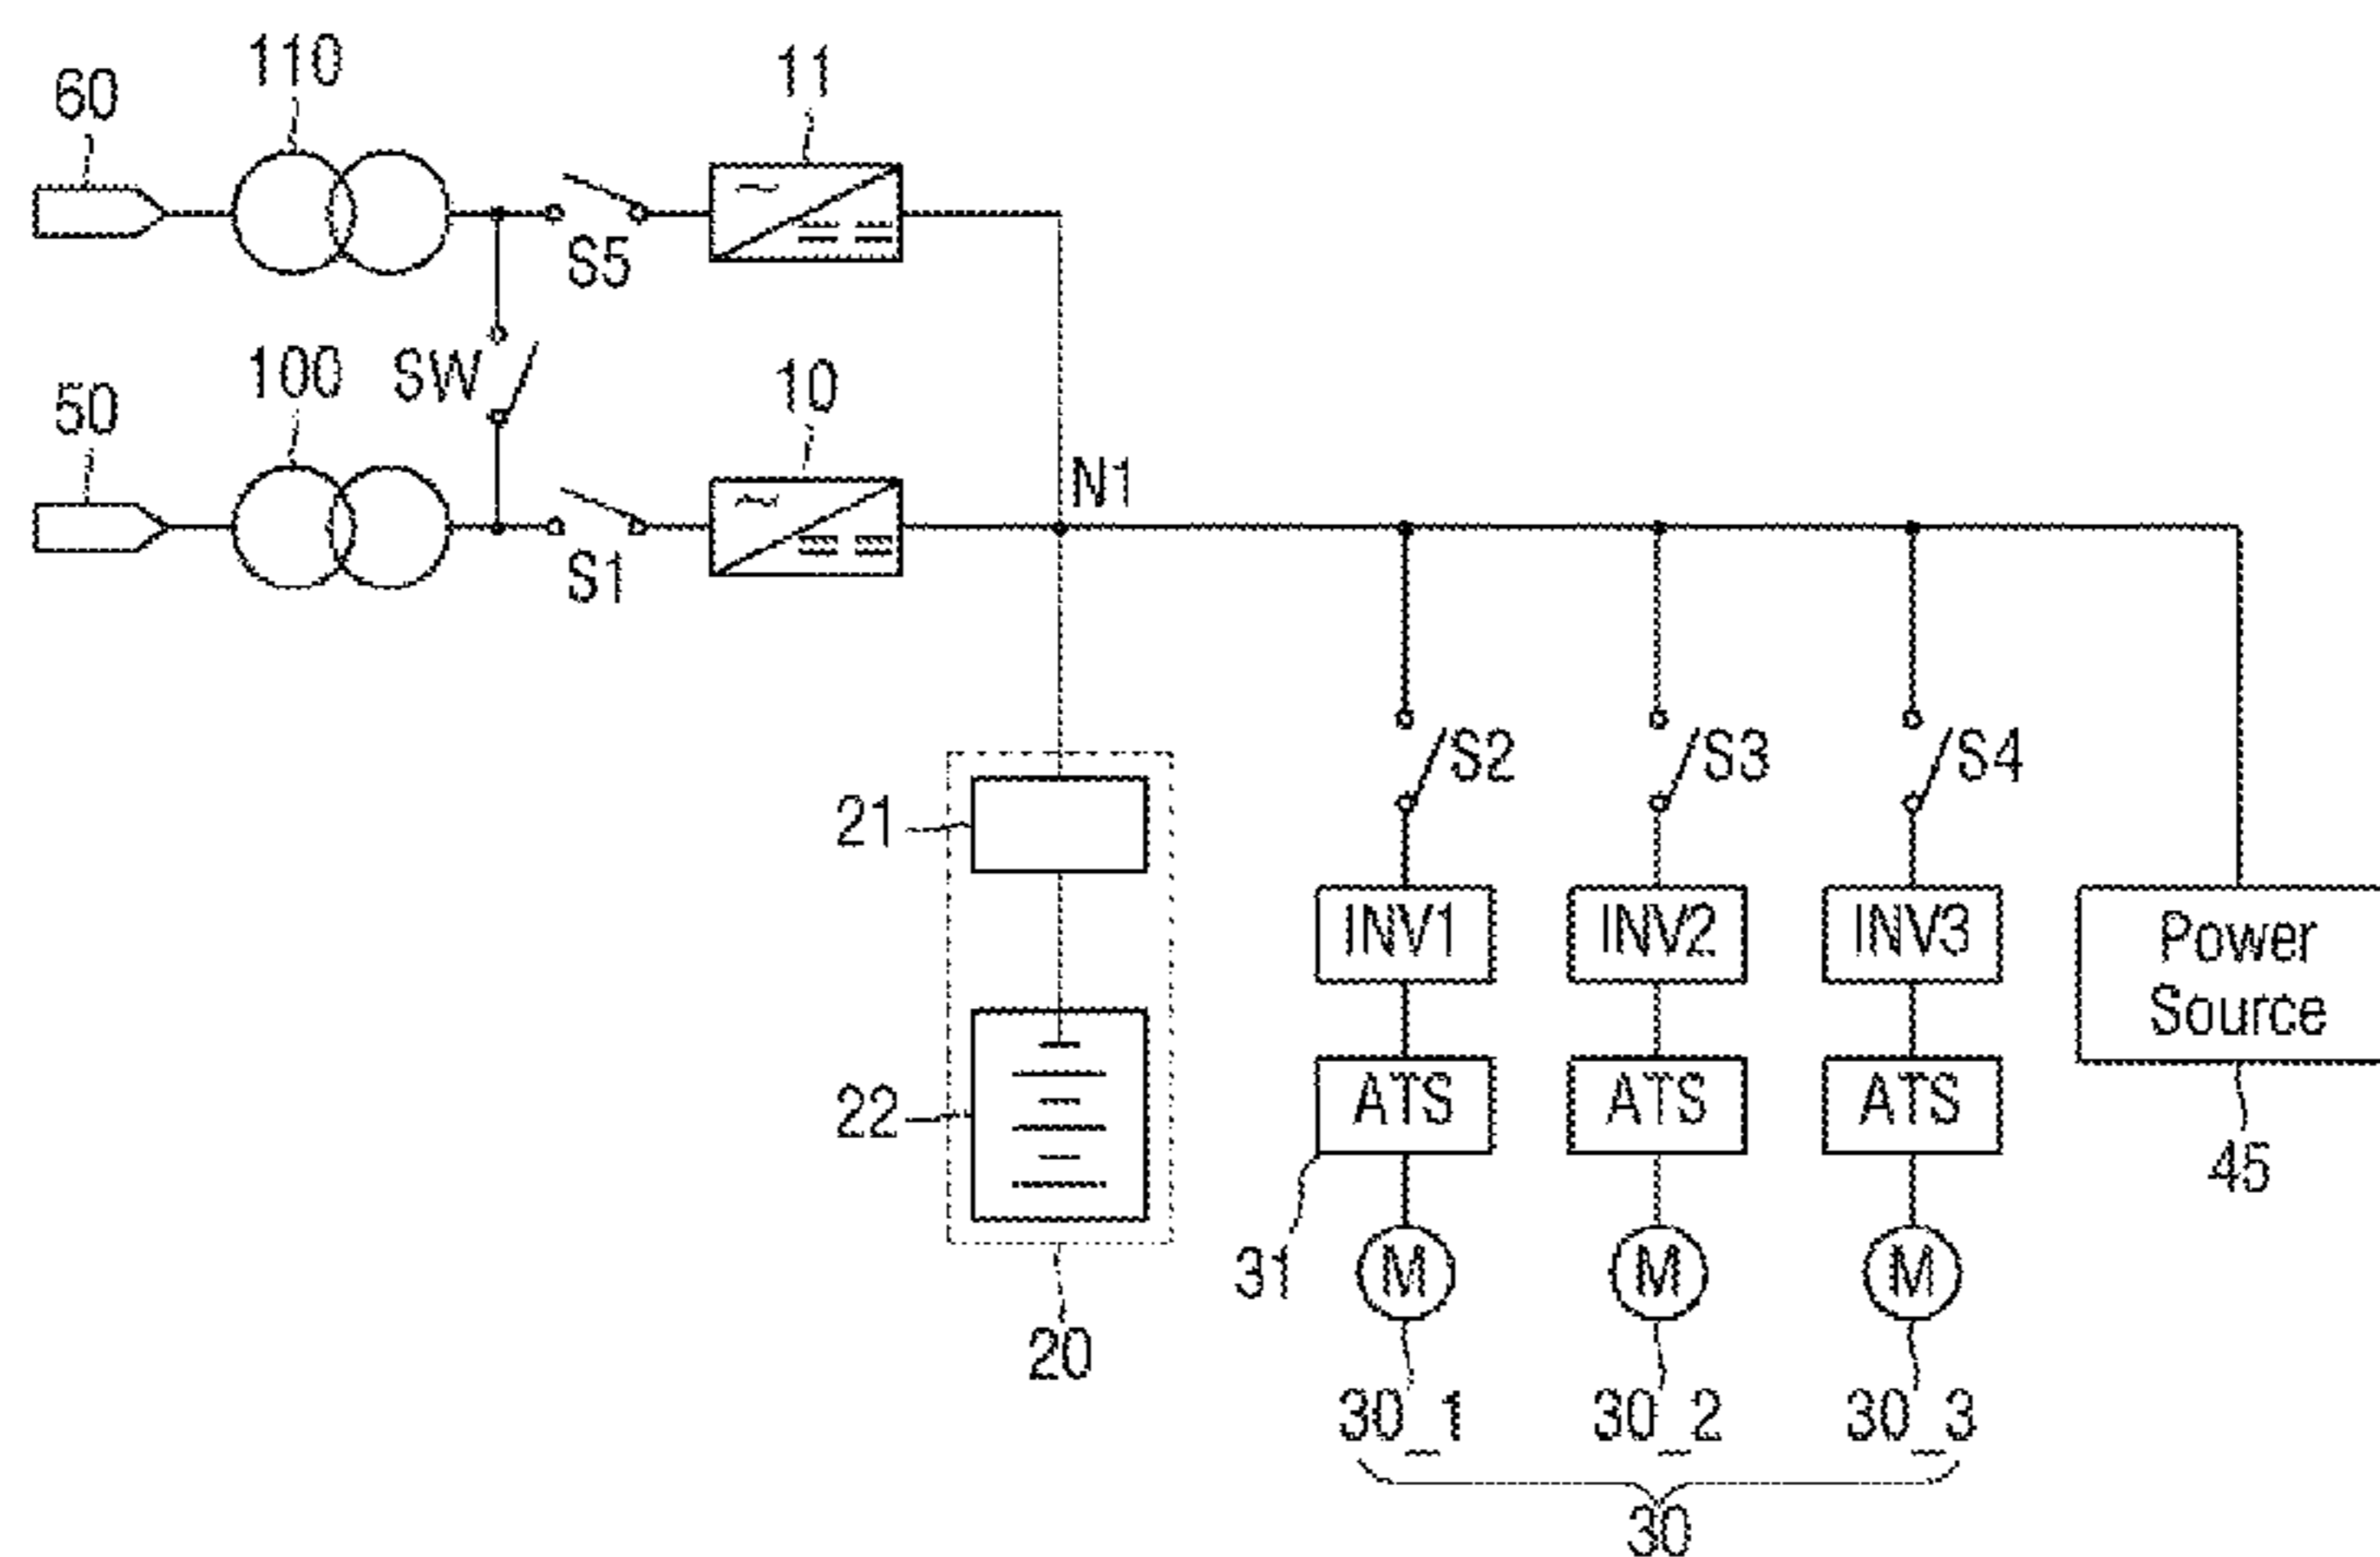 110
11
60
S5
100
SW
10
50
N1
S1
S2
S3
S4
21
INV1
INV2
INV3
Power
Source
22
ATS
ATS
ATS
45
31
M
M
M
20
30_1
30_2
30_3
30